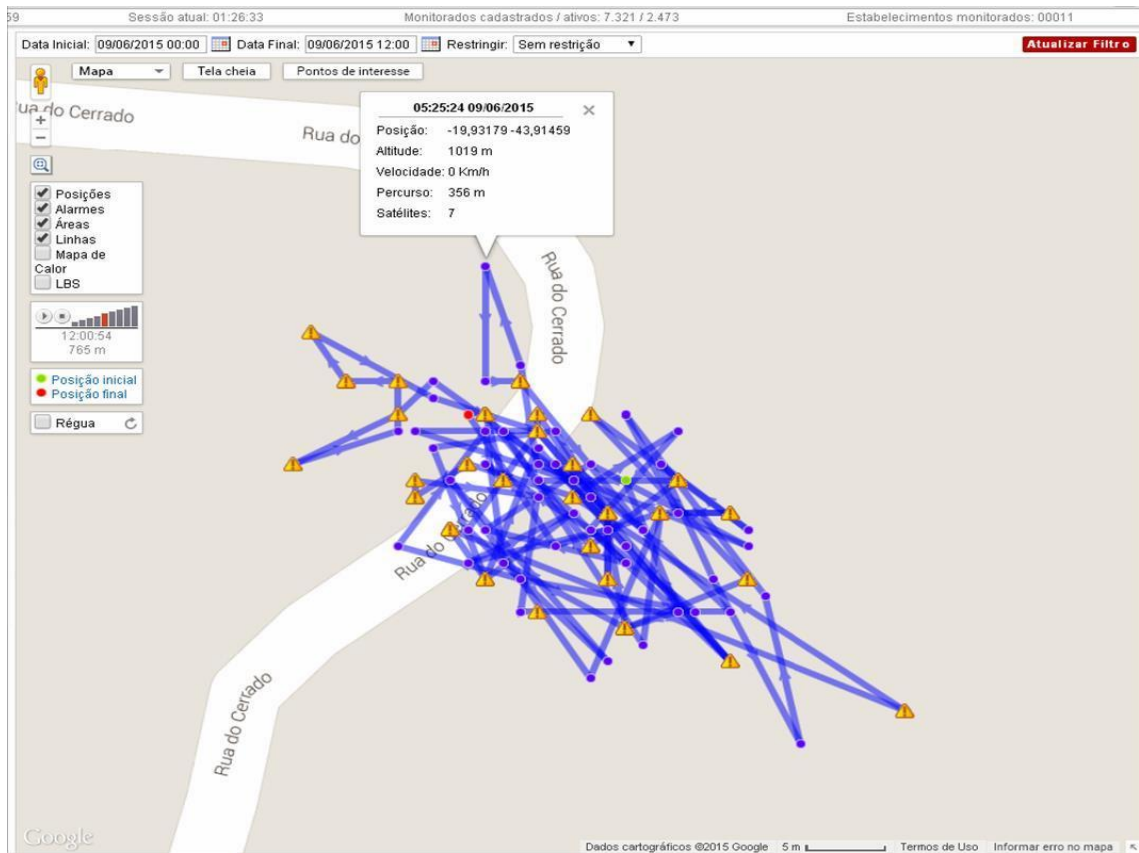 59 Sessão atual: 01:26:33 Monitorados cadastrados / ativos: 7.321 / 2.473 Estabelecimentos monitorados: 00011
Data Inicial: 09/06/2015 00:00 Data Final: 09/06/2015 12:00 Restringir: Sem restrição Atualizar Filtro
Mapa Tela cheia Pontos de interesse
Rua do Cerrado
Rua do
05:25:24 09/06/2015
Posição: -19,93179 -43,91459
Altitude: 1019 m
Velocidade: 0 Km/h
Percurso: 356 m
Satélites: 7
+
−
Posições
Alarmes
Áreas
Linhas
Mapa de
Calor
LBS
12:00:54
765 m
Posição inicial
Posição final
Régua
Rua do Cerrado
Rua do Cerrado
Rua do Cerrado
Google
Dados cartográficos ©2015 Google 5 m Termos de Uso Informar erro no mapa